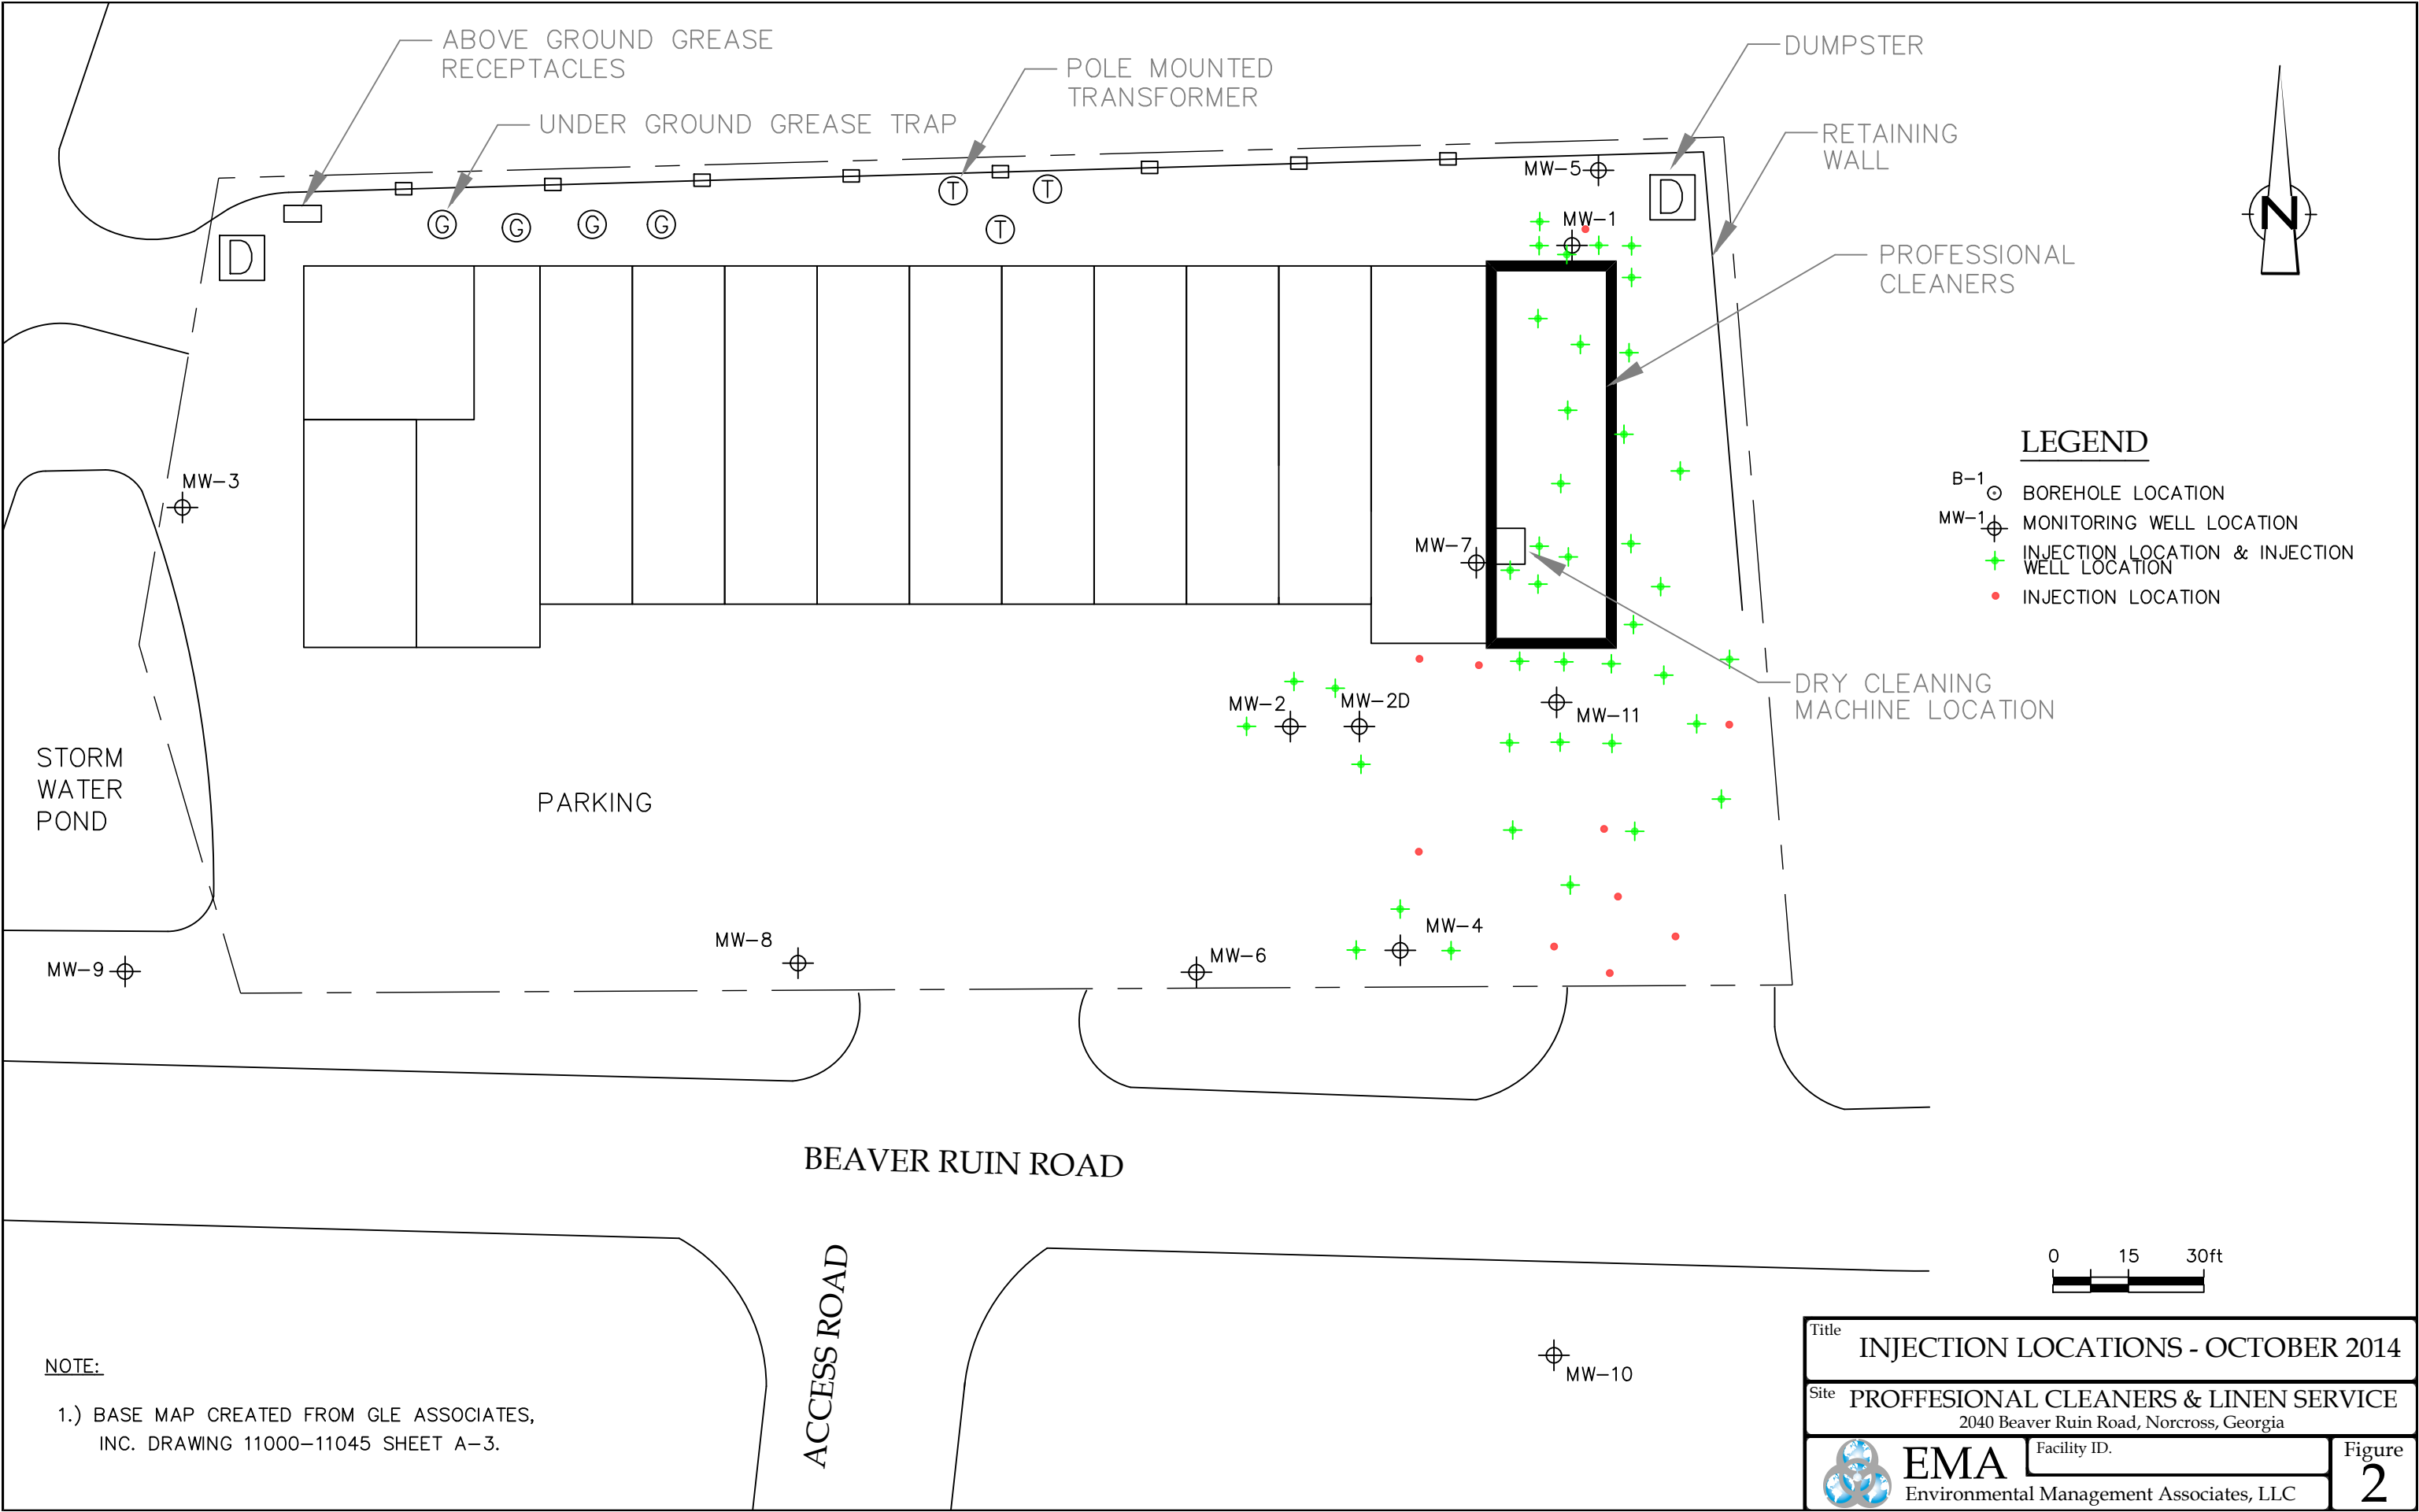 ABOVE GROUND GREASE
RECEPTACLES
UNDER GROUND GREASE TRAP
POLE MOUNTED
TRANSFORMER
DUMPSTER
RETAINING
WALL
PROFESSIONAL
CLEANERS
N
MW-5
MW-1
D
D
G
G
G
G
T
T
T
MW-3
MW-7
LEGEND
B-1
BOREHOLE LOCATION
MW-1
MONITORING WELL LOCATION
INJECTION LOCATION & INJECTION
WELL LOCATION
INJECTION LOCATION
DRY CLEANING
MACHINE LOCATION
MW-2
MW-2D
MW-11
STORM
WATER
POND
PARKING
MW-4
MW-8
MW-6
MW-9
BEAVER RUIN ROAD
ACCESS ROAD
MW-10
0 15 30ft
NOTE:
1.) BASE MAP CREATED FROM GLE ASSOCIATES,
INC. DRAWING 11000-11045 SHEET A-3.
Title
INJECTION LOCATIONS - OCTOBER 2014
Site
PROFFESIONAL CLEANERS & LINEN SERVICE
2040 Beaver Ruin Road, Norcross, Georgia
EMA
Environmental Management Associates, LLC
Facility ID.
Figure
2